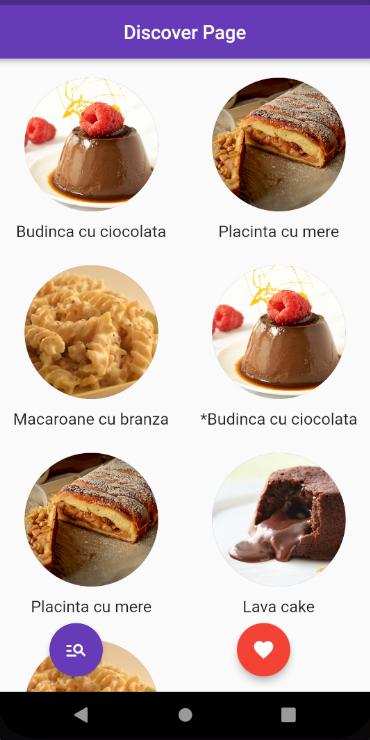 Discover Page
Budinca cu ciocolata
Placinta cu mere
Macaroane cu branza
*Budinca cu ciocolata
Placinta cu mere
Lava cake